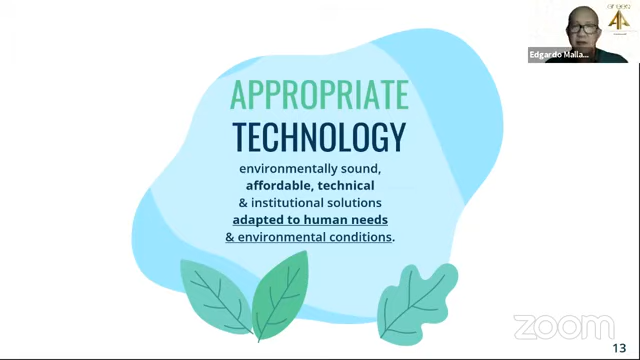 Edgardo Malla...
APPROPRIATE
TECHNOLOGY
environmentally sound,
affordable, technical
& institutional solutions
adapted to human needs
& environmental conditions.
zoom
13